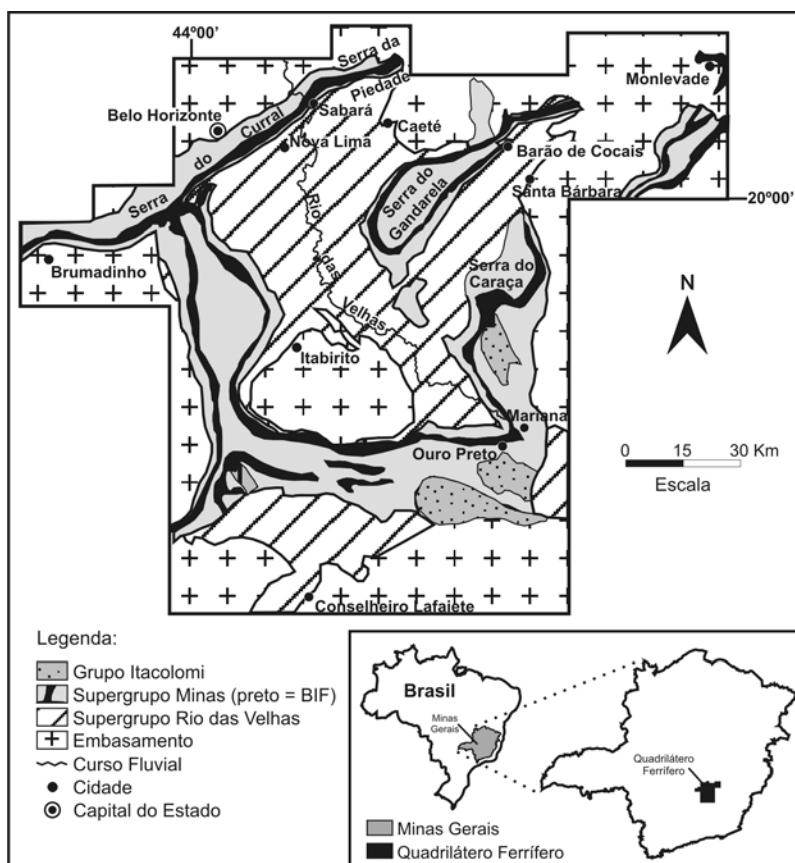 44°00'
Serra da
Piedade
Monlevade
Belo Horizonte
Sabará
Curral
Caeté
Nova Lima
do
Barão de Cocais
Serra
Rio
Serra do
Gandarela
Santa Bárbara
20°00'
das
Brumadinho
Serra do
Caraça
Velhas
N
Itabirito
Mariana
Ouro Preto
0 15 30 Km
Escala
Conselheiro Lafaiete
Legenda:
Grupo Itacolomi
Supergrupo Minas (preto = BIF)
Supergrupo Rio das Velhas
Embasamento
Curso Fluvial
Cidade
Capital do Estado
Brasil
Minas
Gerais
Quadrilátero
Ferrífero
Minas Gerais
Quadrilátero Ferrífero